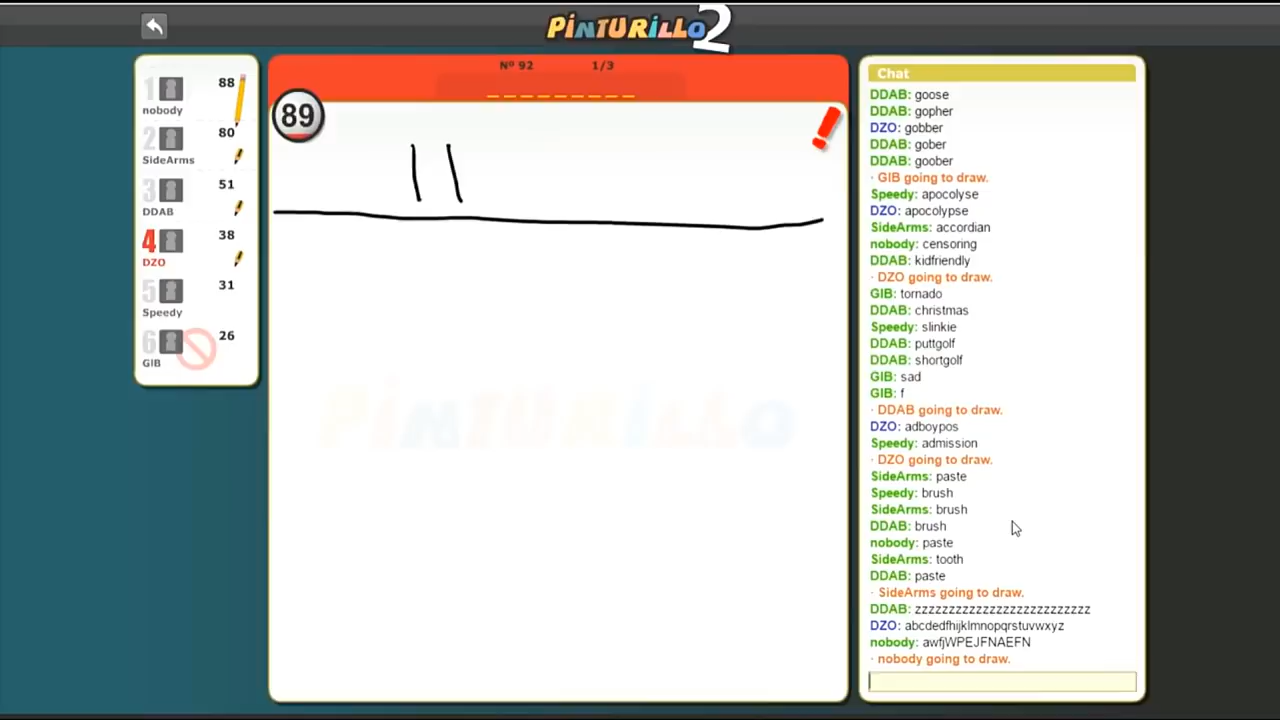 PiNTURiLLO 2
Nº 92 1/3
89
1 88
nobody
2 80
SideArms
3 51
DDAB
4 38
DZO
5 31
Speedy
6 26
GIB
PiNTURiLLO
Chat
DDAB: goose
DDAB: gopher
DZO: gobber
DDAB: gober
DDAB: goober
· GIB going to draw.
Speedy: apocolyse
DZO: apocolypse
SideArms: accordian
nobody: censoring
DDAB: kidfriendly
· DZO going to draw.
GIB: tornado
DDAB: christmas
Speedy: slinkie
DDAB: puttgolf
DDAB: shortgolf
GIB: sad
GIB: f
· DDAB going to draw.
DZO: adboypos
Speedy: admission
· DZO going to draw.
SideArms: paste
Speedy: brush
SideArms: brush
DDAB: brush
nobody: paste
SideArms: tooth
DDAB: paste
· SideArms going to draw.
DDAB: zzzzzzzzzzzzzzzzzzzzzzzzzzz
DZO: abcdedfhijklmnopqrstuvwxyz
nobody: awfjWPEJFNAEFN
· nobody going to draw.